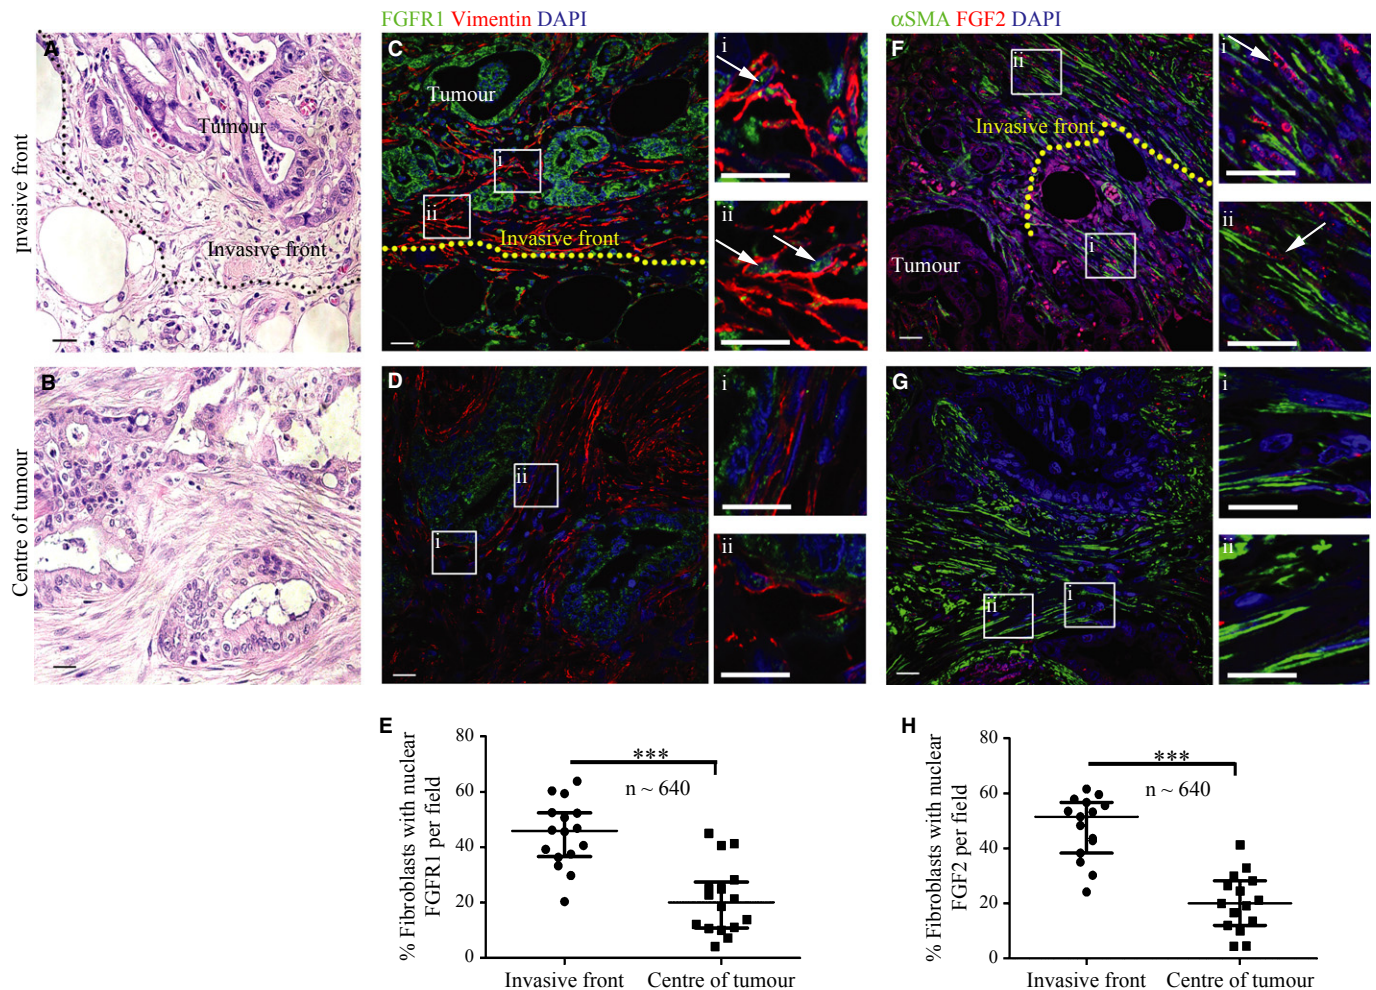 FGFR1 Vimentin DAPI
αSMA FGF2 DAPI
Invasive front
A
Tumour
Invasive front
C
Tumour
i
ii
Invasive front
i
ii
F
ii
Invasive front
i
Tumour
i
ii
Centre of tumour
B
D
ii
i
i
ii
G
ii
i
i
ii
E
% Fibroblasts with nuclear
FGFR1 per field
80
60
40
20
0
***
n ~ 640
Invasive front
Centre of tumour
H
% Fibroblasts with nuclear
FGF2 per field
80
60
40
20
0
***
n ~ 640
Invasive front
Centre of tumour